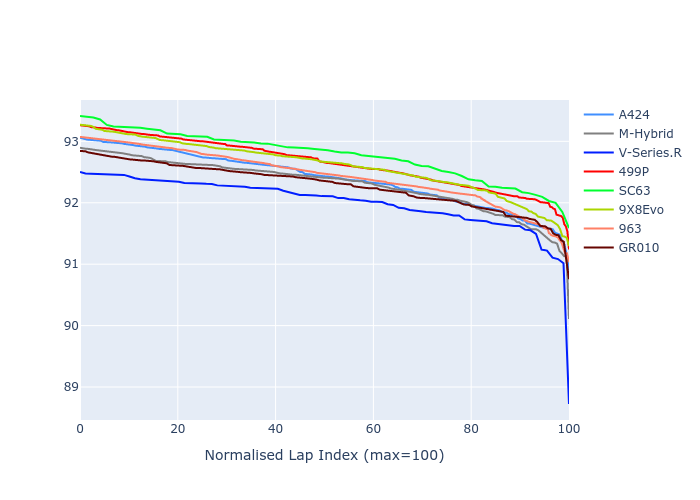 A424
M-Hybrid
V-Series.R
499P
SC63
9X8Evo
963
GR010
93
92
91
90
89
0
20
40
60
80
100
Normalised Lap Index (max=100)